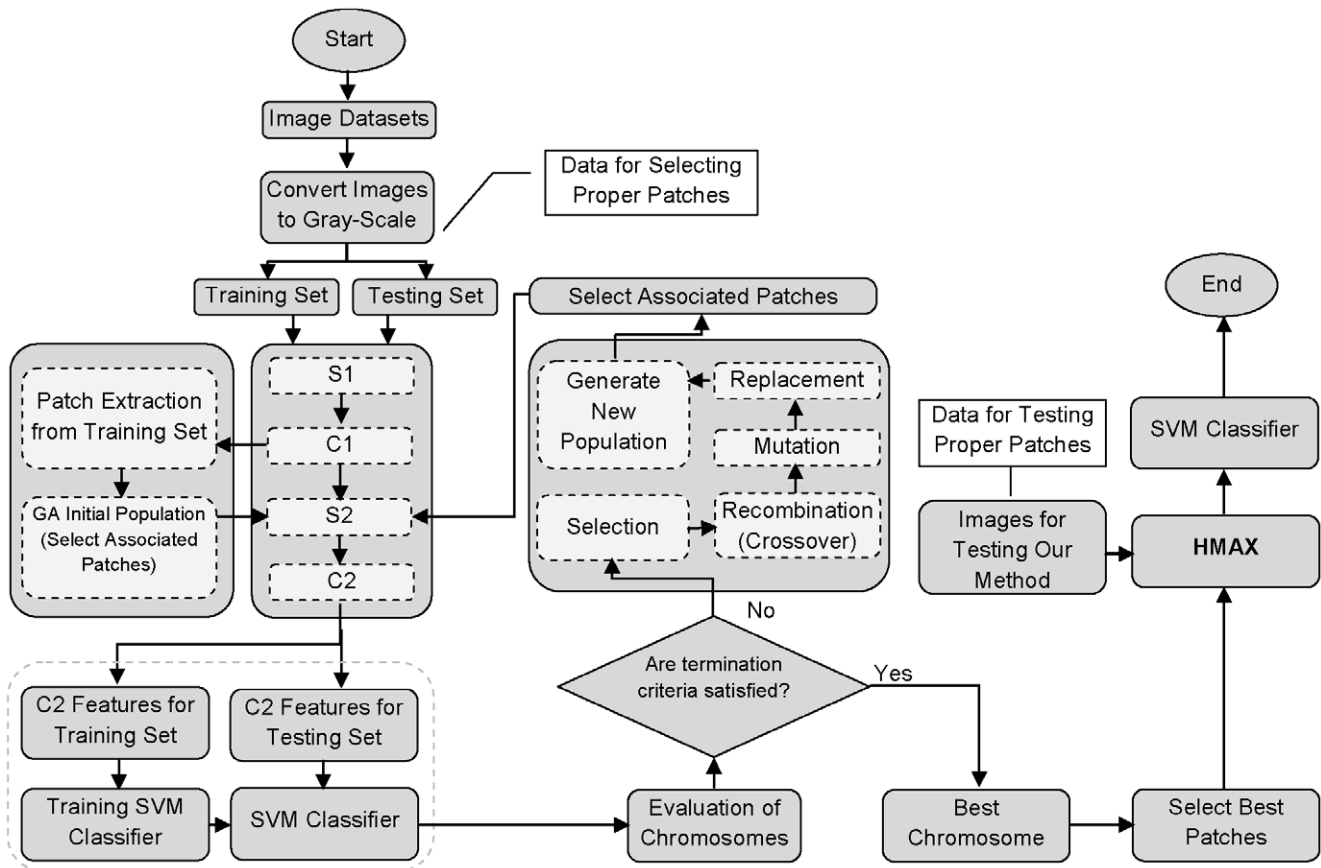 Start
Image Datasets
Convert Images
to Gray-Scale
Data for Selecting
Proper Patches
Training Set
Testing Set
Select Associated Patches
End
Patch Extraction
from Training Set
GA Initial Population
(Select Associated
Patches)
S1
C1
S2
C2
Generate
New
Population
Replacement
Mutation
Selection
Recombination
(Crossover)
Data for Testing
Proper Patches
Images for
Testing Our
Method
SVM Classifier
HMAX
No
Are termination
criteria satisfied?
Yes
C2 Features for
Training Set
C2 Features for
Testing Set
Training SVM
Classifier
SVM Classifier
Evaluation of
Chromosomes
Best
Chromosome
Select Best
Patches